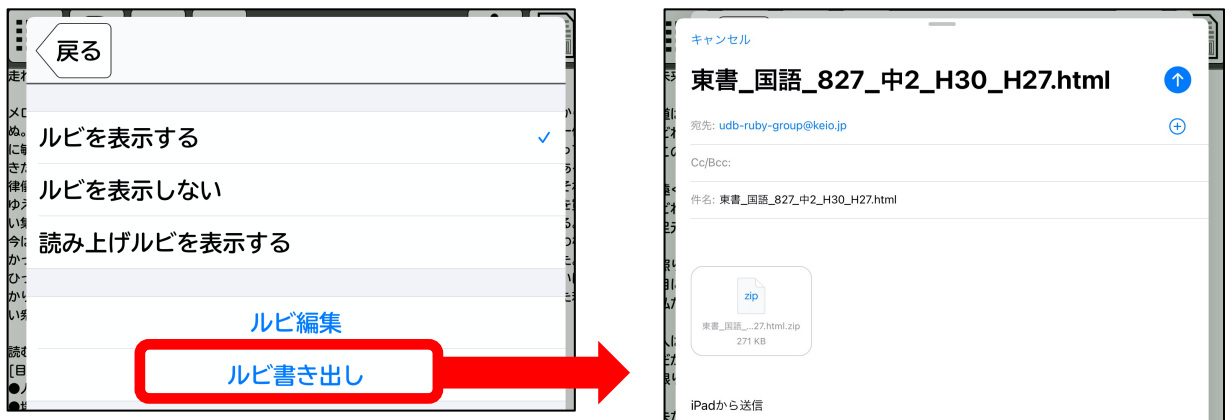 戻る
ルビを表示する
ルビを表示しない
読み上げルビを表示する
ルビ編集
ルビ書き出し
キャンセル
東書_国語_827_中2_H30_H27.html
宛先: udb-ruby-group@keio.jp
Cc/Bcc:
件名: 東書_国語_827_中2_H30_H27.html
zip
東書_国語_...27.html.zip
271 KB
iPadから送信